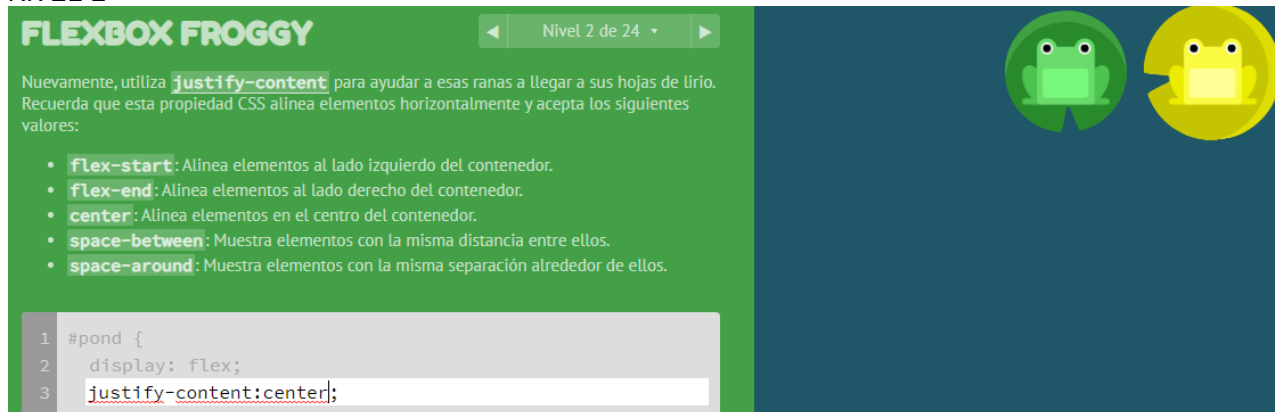 FLEXBOX FROGGY
◀ Nivel 2 de 24 ▾ ▶
Nuevamente, utiliza justify-content para ayudar a esas ranas a llegar a sus hojas de lirio.
Recuerda que esta propiedad CSS alinea elementos horizontalmente y acepta los siguientes
valores:
• flex-start: Alinea elementos al lado izquierdo del contenedor.
• flex-end: Alinea elementos al lado derecho del contenedor.
• center: Alinea elementos en el centro del contenedor.
• space-between: Muestra elementos con la misma distancia entre ellos.
• space-around: Muestra elementos con la misma separación alrededor de ellos.
1 #pond {
2 display: flex;
3 justify-content:center;